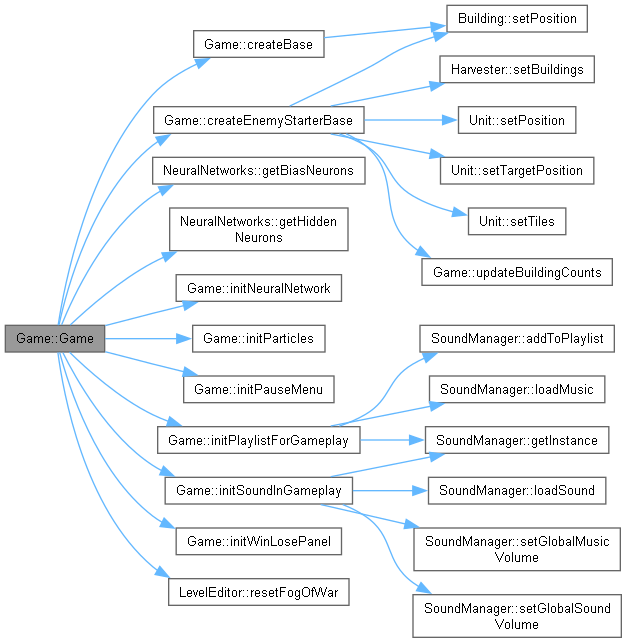 Game::Game
Game::createBase
Game::createEnemyStarterBase
NeuralNetworks::getBiasNeurons
NeuralNetworks::getHidden
Neurons
Game::initNeuralNetwork
Game::initParticles
Game::initPauseMenu
Game::initPlaylistForGameplay
Game::initSoundInGameplay
Game::initWinLosePanel
LevelEditor::resetFogOfWar
Building::setPosition
Harvester::setBuildings
Unit::setPosition
Unit::setTargetPosition
Unit::setTiles
Game::updateBuildingCounts
SoundManager::addToPlaylist
SoundManager::loadMusic
SoundManager::getInstance
SoundManager::loadSound
SoundManager::setGlobalMusic
Volume
SoundManager::setGlobalSound
Volume